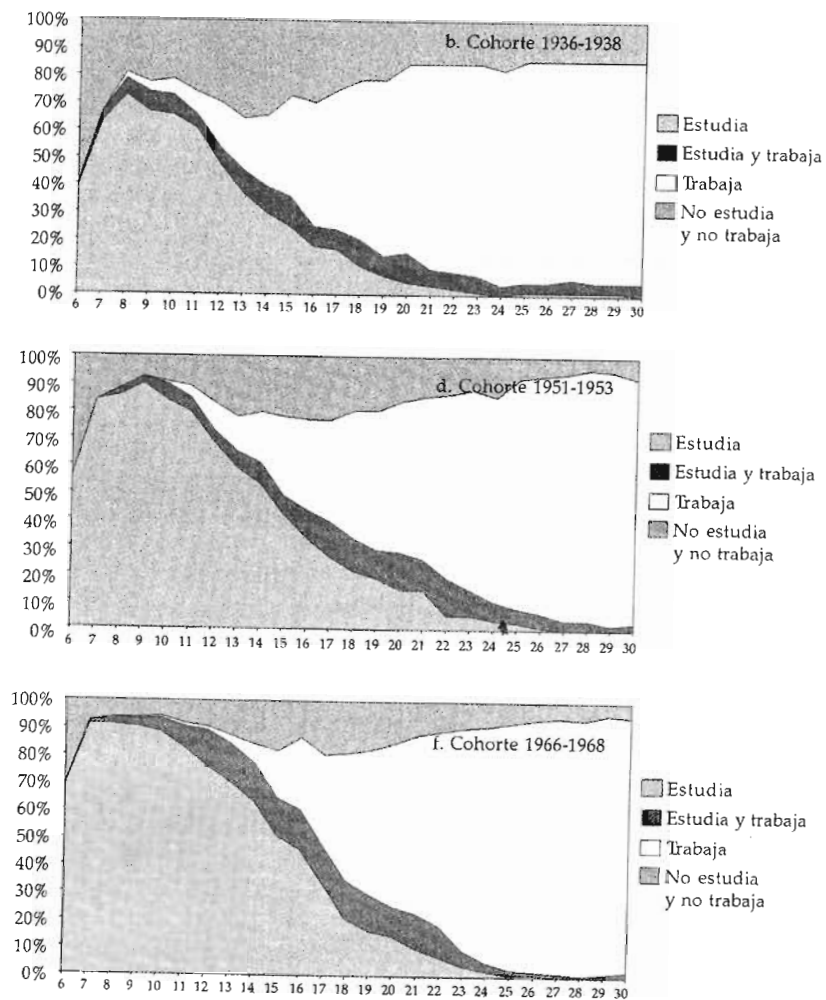 100%
90%
80%
70%
60%
50%
40%
30%
20%
10%
0%
b. Cohorte 1936-1938
Estudia
Estudia y trabaja
Trabaja
No estudia
y no trabaja
6 7 8 9 10 11 12 13 14 15 16 17 18 19 20 21 22 23 24 25 26 27 28 29 30
100%
90%
80%
70%
60%
50%
40%
30%
20%
10%
0%
d. Cohorte 1951-1953
Estudia
Estudia y trabaja
Trabaja
No estudia
y no trabaja
6 7 8 9 10 11 12 13 14 15 16 17 18 19 20 21 22 23 24 25 26 27 28 29 30
100%
90%
80%
70%
60%
50%
40%
30%
20%
10%
0%
f. Cohorte 1966-1968
Estudia
Estudia y trabaja
Trabaja
No estudia
y no trabaja
6 7 8 9 10 11 12 13 14 15 16 17 18 19 20 21 22 23 24 25 26 27 28 29 30